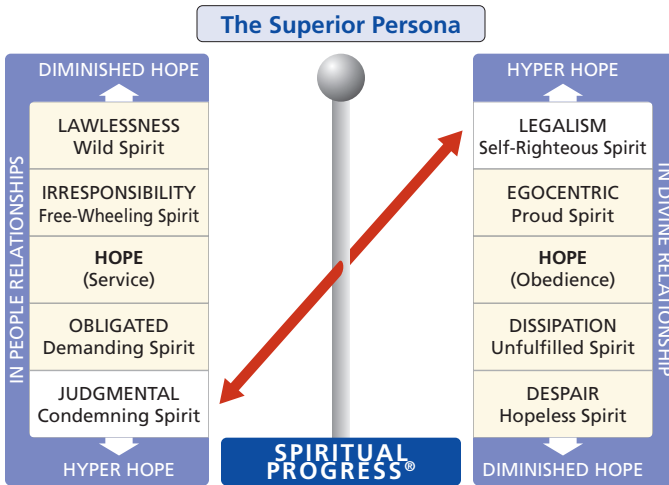 The Superior Persona
IN PEOPLE RELATIONSHIPS
DIMINISHED HOPE
LAWLESSNESS
Wild Spirit
IRRESPONSIBILITY
Free-Wheeling Spirit
HOPE
(Service)
OBLIGATED
Demanding Spirit
JUDGMENTAL
Condemning Spirit
HYPER HOPE
SPIRITUAL
PROGRESS®
HYPER HOPE
LEGALISM
Self-Righteous Spirit
EGOCENTRIC
Proud Spirit
HOPE
(Obedience)
DISSIPATION
Unfulfilled Spirit
DESPAIR
Hopeless Spirit
DIMINISHED HOPE
IN DIVINE RELATIONSHIP